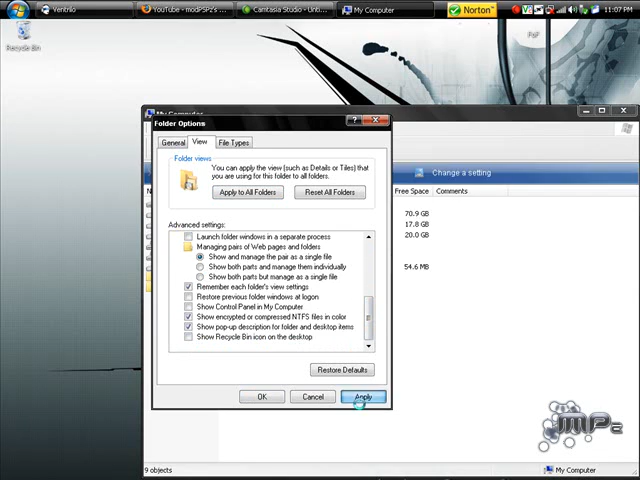 Ventrilo
YouTube - modPSPz's ...
Camtasia Studio - Unti...
My Computer
Norton™
11:07 PM
Recycle Bin
PoF
My Computer
Folder Options
General
View
File Types
Change a setting
Folder views
You can apply the view (such as Details or Tiles) that
you are using for this folder to all folders.
Apply to All Folders
Reset All Folders
Free Space
Comments
70.9 GB
17.8 GB
20.0 GB
54.6 MB
Advanced settings:
Launch folder windows in a separate process
Managing pairs of Web pages and folders
Show and manage the pair as a single file
Show both parts and manage them individually
Show both parts but manage as a single file
Remember each folder's view settings
Restore previous folder windows at logon
Show Control Panel in My Computer
Show encrypted or compressed NTFS files in color
Show pop-up description for folder and desktop items
Show Recycle Bin icon on the desktop
Restore Defaults
OK
Cancel
Apply
9 objects
My Computer